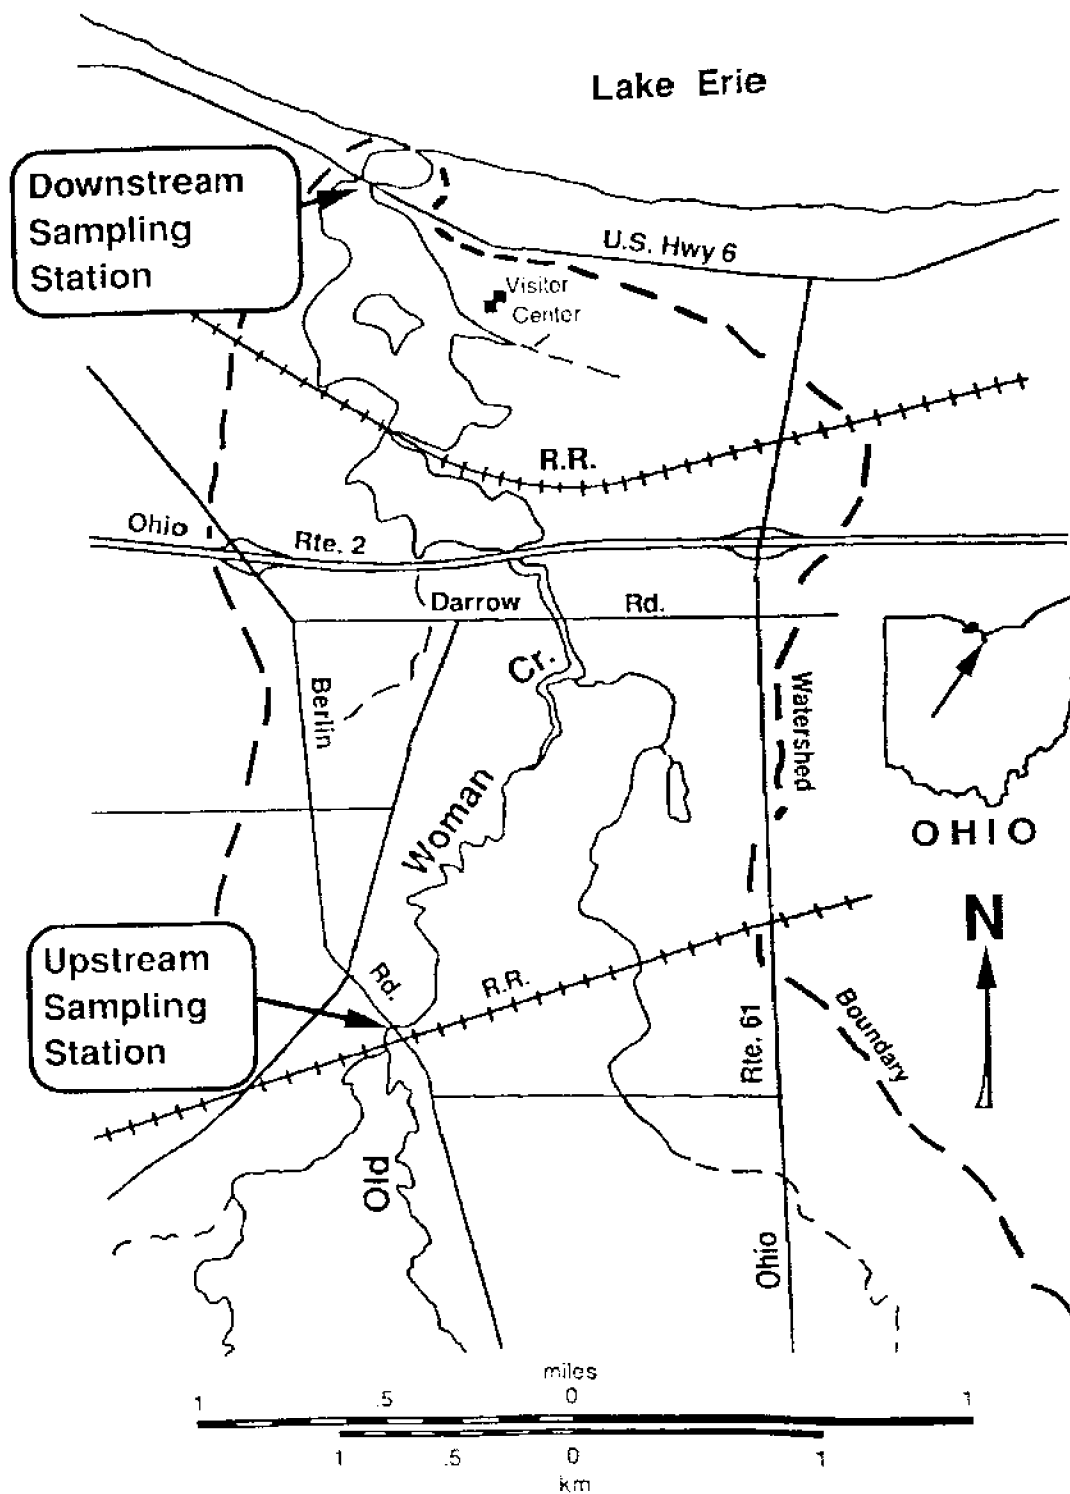 Lake Erie
Downstream
Sampling
Station
U.S. Hwy 6
Visitor
Center
R.R.
Ohio
Rte. 2
Darrow Rd.
Cr.
Berlin
Watershed
Woman
OHIO
N
Upstream
Sampling
Station
Rd.
R.R.
Rte. 61
Boundary
Old
Ohio
miles
1 .5 0 1
1 .5 0 1
km